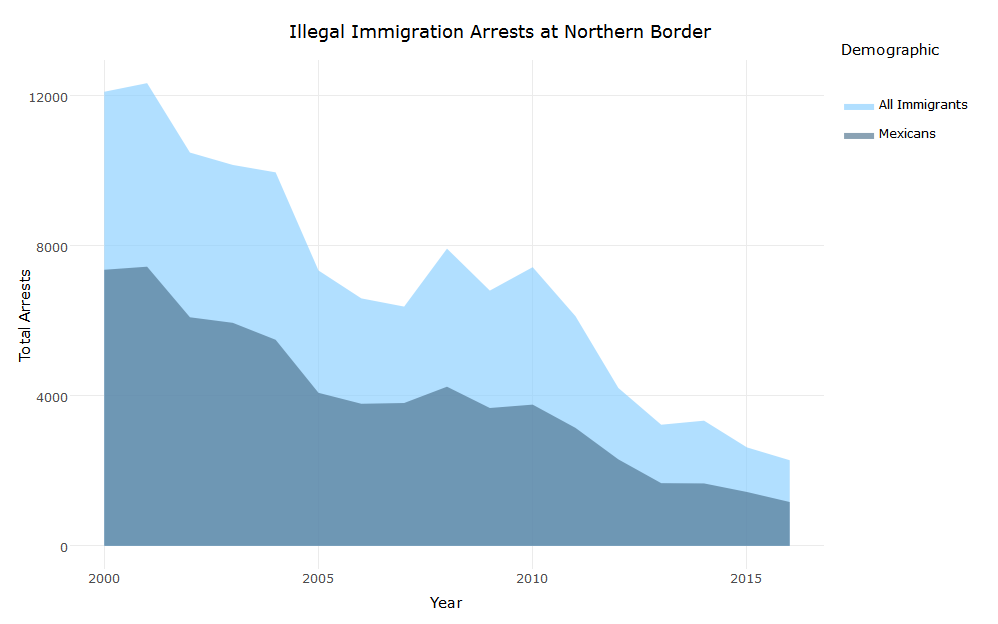 Illegal Immigration Arrests at Northern Border
Demographic
All Immigrants
Mexicans
Total Arrests
12000
8000
4000
0
2000
2005
2010
2015
Year